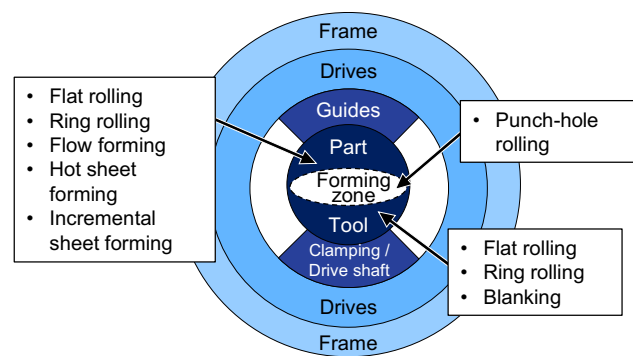 Frame
Drives
Guides
Part
Forming
zone
Tool
Clamping /
Drive shaft
Drives
Frame
• Flat rolling
• Ring rolling
• Flow forming
• Hot sheet
forming
• Incremental
sheet forming
• Punch-hole
rolling
• Flat rolling
• Ring rolling
• Blanking